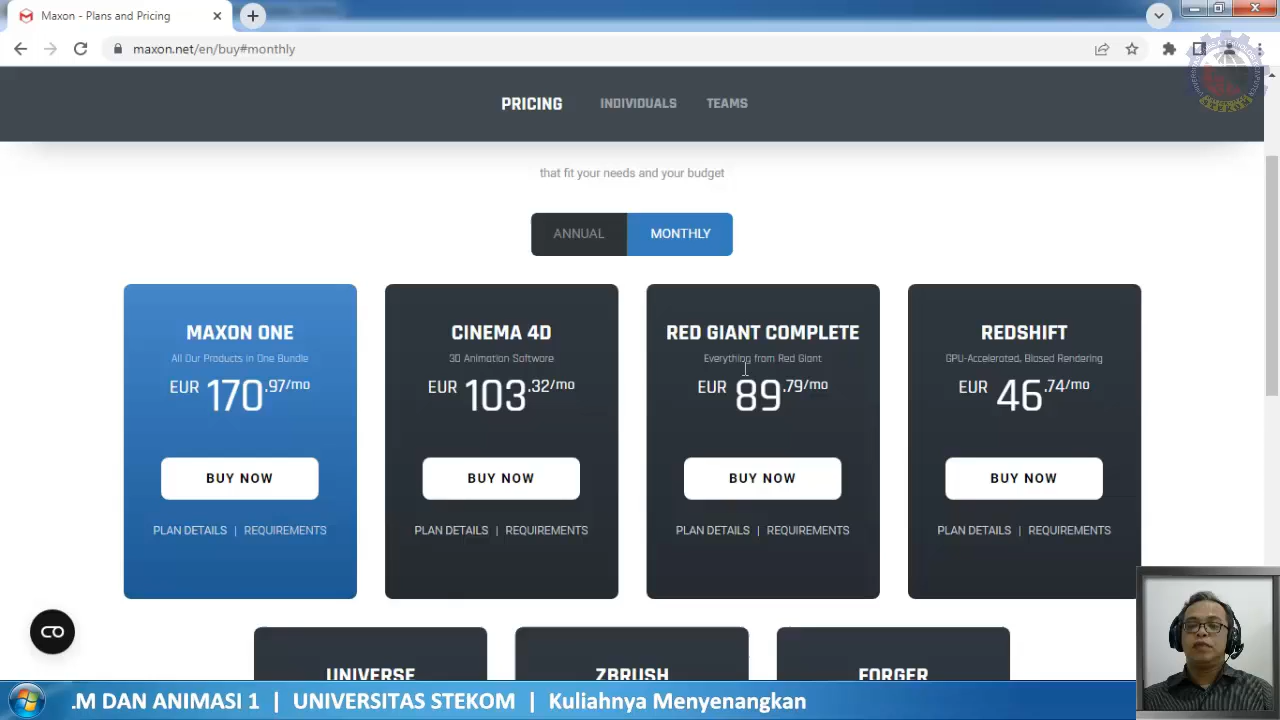 Maxon - Plans and Pricing
maxon.net/en/buy#monthly
PRICING INDIVIDUALS TEAMS
that fit your needs and your budget
ANNUAL MONTHLY
MAXON ONE
All Our Products in One Bundle
EUR 170.97/mo
BUY NOW
PLAN DETAILS | REQUIREMENTS
CINEMA 4D
3D Animation Software
EUR 103.32/mo
BUY NOW
PLAN DETAILS | REQUIREMENTS
RED GIANT COMPLETE
Everything from Red Giant
EUR 89.79/mo
BUY NOW
PLAN DETAILS | REQUIREMENTS
REDSHIFT
GPU-Accelerated, Biased Rendering
EUR 46.74/mo
BUY NOW
PLAN DETAILS | REQUIREMENTS
UNIVERSE
ZBRUSH
FORGER
.M DAN ANIMASI 1 | UNIVERSITAS STEKOM | Kuliahnya Menyenangkan